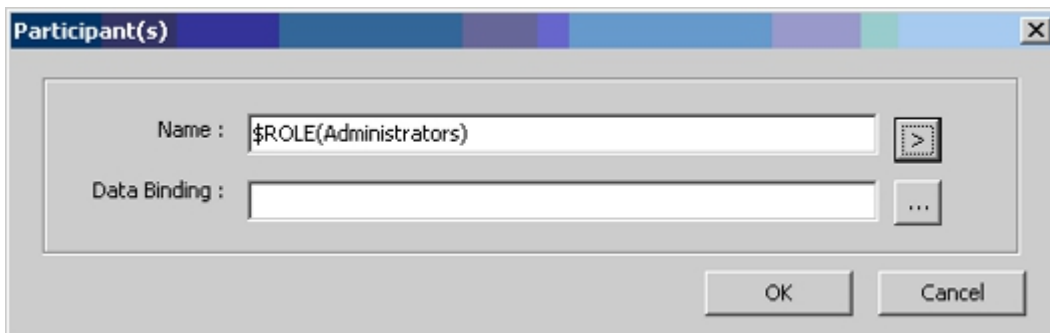 Participant(s)
Name : $ROLE(Administrators) >
Data Binding : ...
OK Cancel